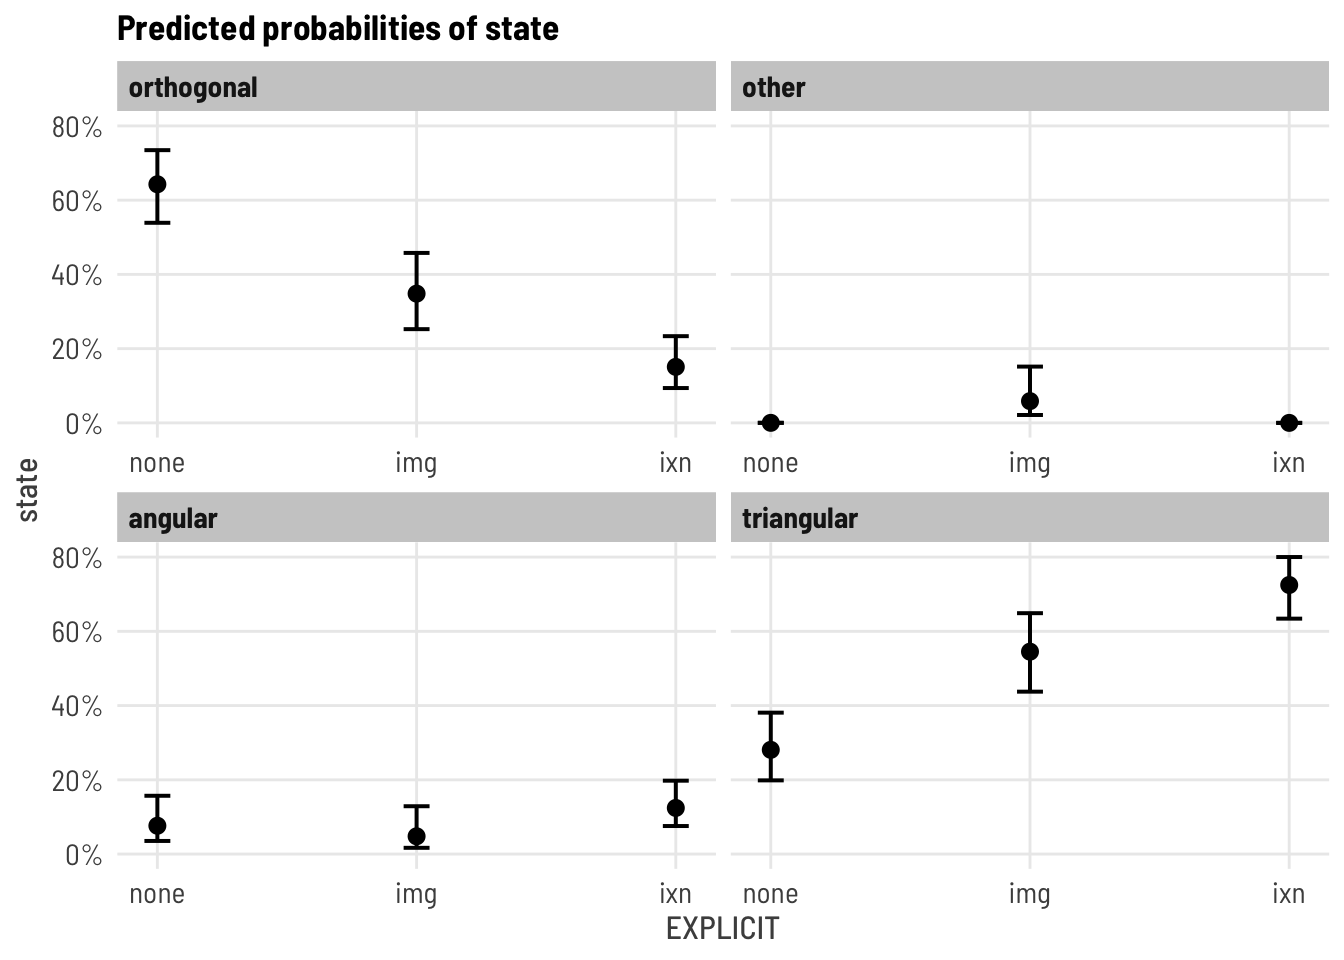 Predicted probabilities of state
orthogonal
other
80%
60%
40%
20%
0%
none
img
ixn
none
img
ixn
state
angular
triangular
80%
60%
40%
20%
0%
none
img
ixn
none
img
ixn
EXPLICIT